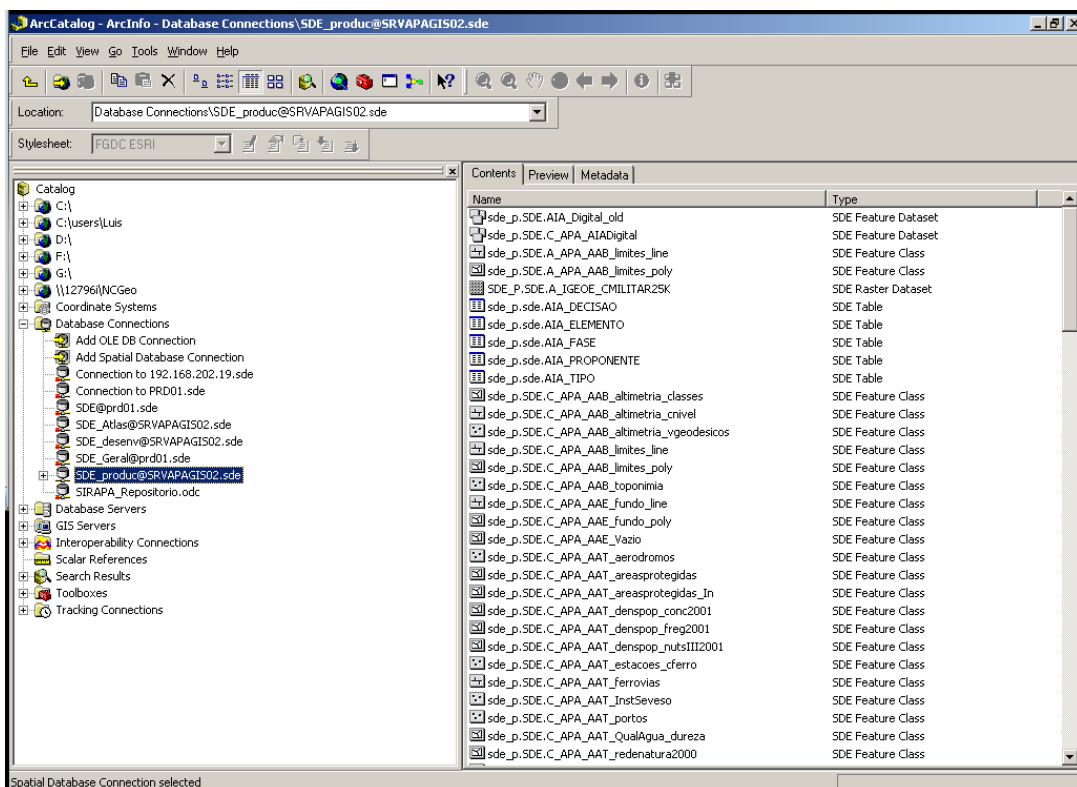 ArcCatalog - ArcInfo - Database Connections\SDE_produc@SRVAPAGIS02.sde
File Edit View Go Tools Window Help
Location: Database Connections\SDE_produc@SRVAPAGIS02.sde
Stylesheet: FGDC ESRI
Catalog
C:\
C:\users\Luis
D:\
F:\
G:\
\\12796i\NCGeo
Coordinate Systems
Database Connections
Add OLE DB Connection
Add Spatial Database Connection
Connection to 192.168.202.19.sde
Connection to PRD01.sde
SDE@prd01.sde
SDE_Atlas@SRVAPAGIS02.sde
SDE_desenv@SRVAPAGIS02.sde
SDE_Geral@prd01.sde
SDE_produc@SRVAPAGIS02.sde
SIRAPA_Repositorio.odc
Database Servers
GIS Servers
Interoperability Connections
Scalar References
Search Results
Toolboxes
Tracking Connections
Contents Preview Metadata
Name Type
sde_p.SDE.AIA_Digital_old SDE Feature Dataset
sde_p.SDE.C_APA_AIADigital SDE Feature Dataset
sde_p.SDE.A_APA_AAB_limites_line SDE Feature Class
sde_p.SDE.A_APA_AAB_limites_poly SDE Feature Class
SDE_P.SDE.A_IGEOE_CMILITAR25K SDE Raster Dataset
sde_p.sde.AIA_DECISAO SDE Table
sde_p.sde.AIA_ELEMENTO SDE Table
sde_p.sde.AIA_FASE SDE Table
sde_p.sde.AIA_PROPONENTE SDE Table
sde_p.sde.AIA_TIPO SDE Table
sde_p.SDE.C_APA_AAB_altimetria_classes SDE Feature Class
sde_p.SDE.C_APA_AAB_altimetria_cnivel SDE Feature Class
sde_p.SDE.C_APA_AAB_altimetria_vgeodesicos SDE Feature Class
sde_p.SDE.C_APA_AAB_limites_line SDE Feature Class
sde_p.SDE.C_APA_AAB_limites_poly SDE Feature Class
sde_p.SDE.C_APA_AAB_toponimia SDE Feature Class
sde_p.SDE.C_APA_AAE_fundo_line SDE Feature Class
sde_p.SDE.C_APA_AAE_fundo_poly SDE Feature Class
sde_p.SDE.C_APA_AAE_Vazio SDE Feature Class
sde_p.SDE.C_APA_AAT_aerodromos SDE Feature Class
sde_p.SDE.C_APA_AAT_areasprotegidas SDE Feature Class
sde_p.SDE.C_APA_AAT_areasprotegidas_In SDE Feature Class
sde_p.SDE.C_APA_AAT_denspop_conc2001 SDE Feature Class
sde_p.SDE.C_APA_AAT_denspop_freg2001 SDE Feature Class
sde_p.SDE.C_APA_AAT_denspop_nutsIII2001 SDE Feature Class
sde_p.SDE.C_APA_AAT_estacoes_cferro SDE Feature Class
sde_p.SDE.C_APA_AAT_ferrovias SDE Feature Class
sde_p.SDE.C_APA_AAT_InstSeveso SDE Feature Class
sde_p.SDE.C_APA_AAT_portos SDE Feature Class
sde_p.SDE.C_APA_AAT_QualAgua_dureza SDE Feature Class
sde_p.SDE.C_APA_AAT_redenatura2000 SDE Feature Class
Spatial Database Connection selected